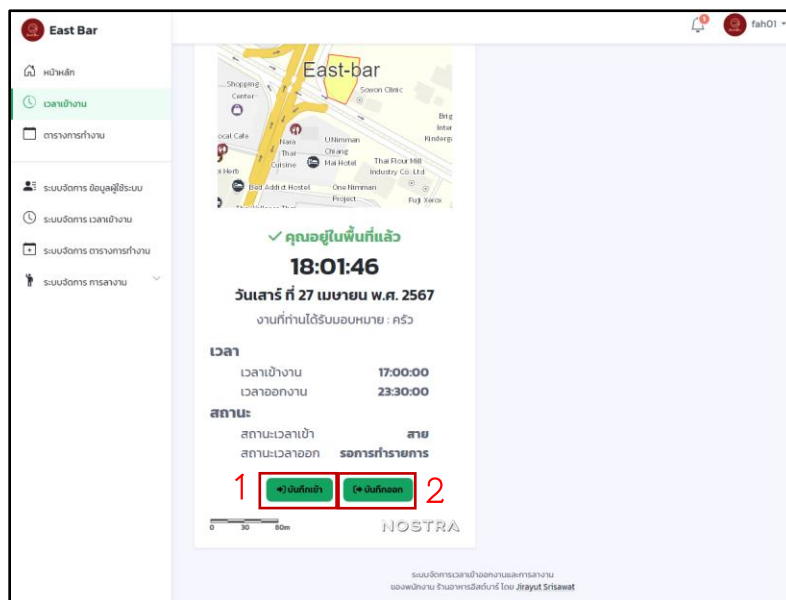 East Bar
fah01
หน้าหลัก
เวลาเข้างาน
ตารางการทำงาน
ระบบจัดการ ข้อมูลผู้ใช้ระบบ
ระบบจัดการ เวลาเข้างาน
ระบบจัดการ ตารางการทำงาน
ระบบจัดการ การลางาน
East-bar
Shopping
Center
Sowon Clinic
Brig
Inter
Kinderg
ocal Cafe
Nara
Thai
Cuisine
UNimman
Chiang
Mai Hotel
Thai Flour Mill
Industry Co. Ltd
Herb
Bed Addict Hostel
One Nimman
Project
Fuji Xerox
คุณอยู่ในพื้นที่แล้ว
18:01:46
วันเสาร์ ที่ 27 เมษายน พ.ศ. 2567
งานที่ท่านได้รับมอบหมาย : ครัว
เวลา
เวลาเข้างาน 17:00:00
เวลาออกงาน 23:30:00
สถานะ
สถานะเวลาเข้า สาย
สถานะเวลาออก รอการทำรายการ
1 บันทึกเข้า บันทึกออก 2
0 30 60m
NOSTRA
ระบบจัดการเวลาเข้าออกงานและการลางาน
ของพนักงาน ร้านอาหารอีสต์บาร์ โดย Jirayut Srisawat